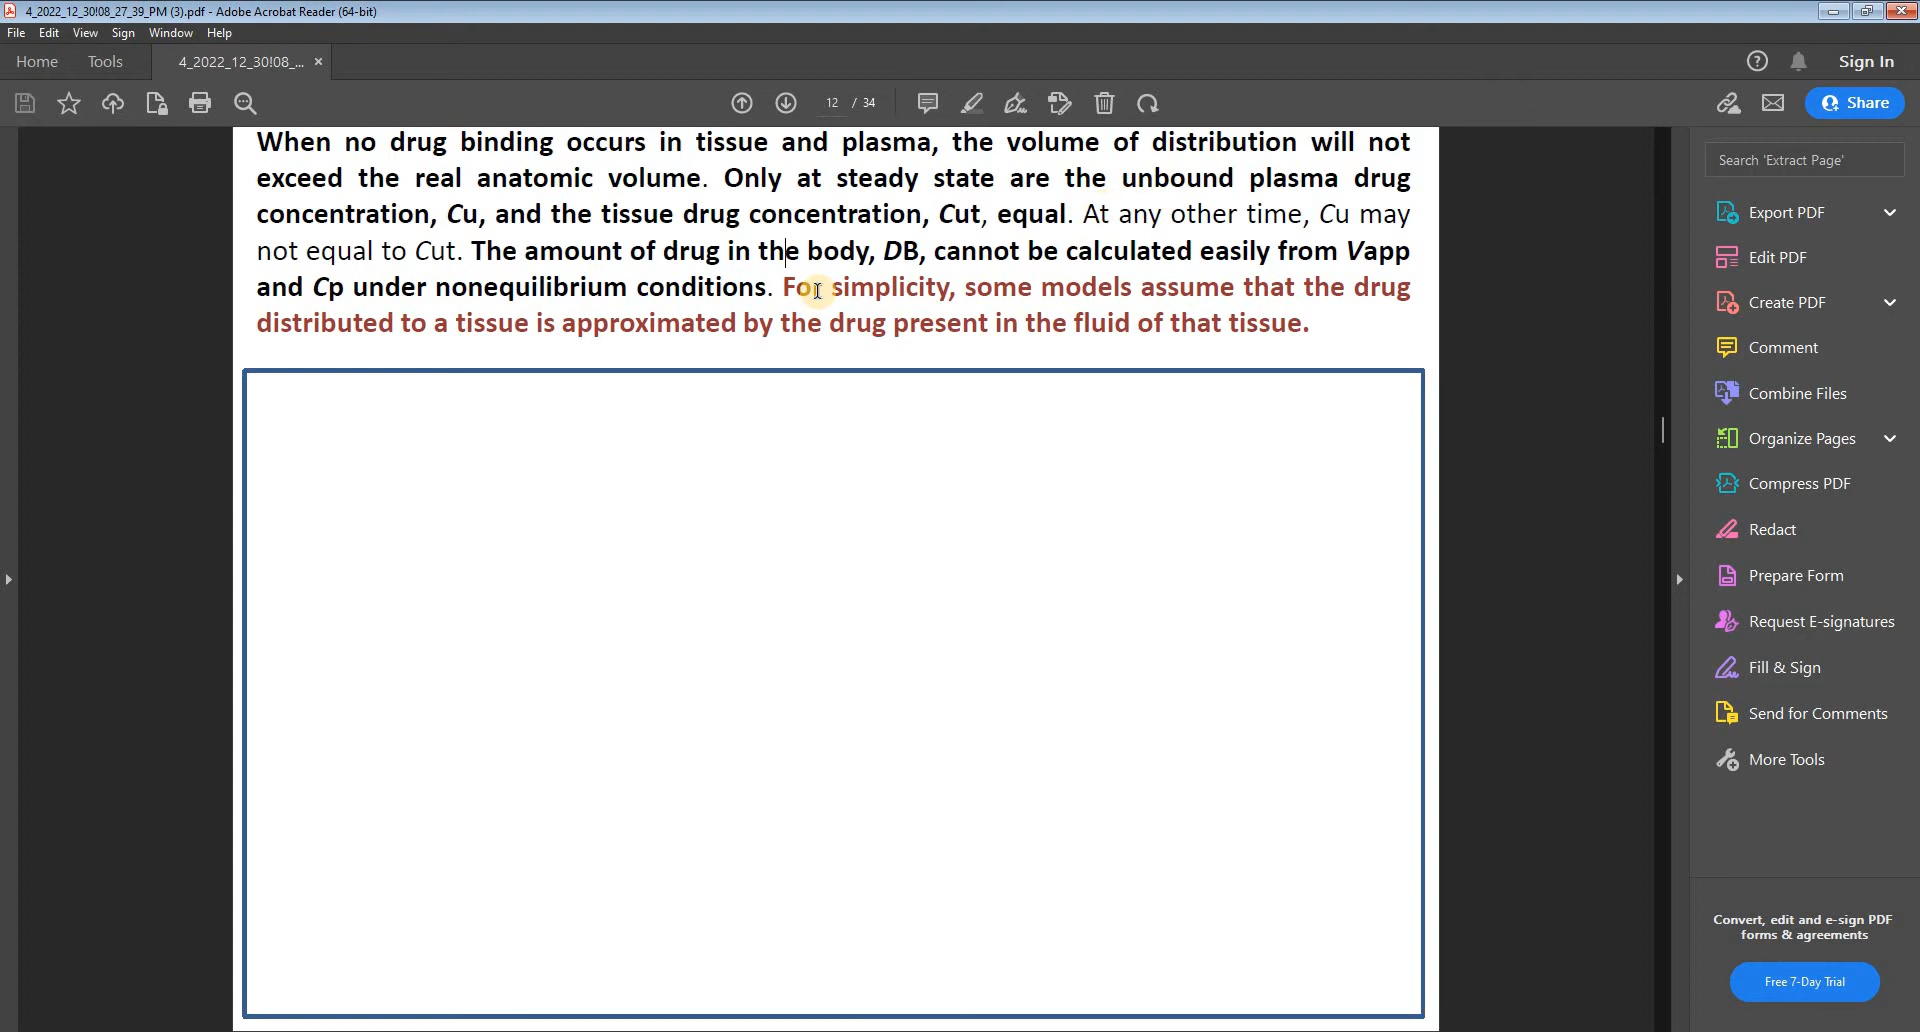 4_2022_12_30!08_27_39_PM (3).pdf - Adobe Acrobat Reader (64-bit)
File Edit View Sign Window Help
Home Tools 4_2022_12_30!08_... × Sign In
12 / 34 Share
When no drug binding occurs in tissue and plasma, the volume of distribution will not
exceed the real anatomic volume. Only at steady state are the unbound plasma drug
concentration, Cu, and the tissue drug concentration, Cut, equal. At any other time, Cu may
not equal to Cut. The amount of drug in the body, DB, cannot be calculated easily from Vapp
and Cp under nonequilibrium conditions. For simplicity, some models assume that the drug
distributed to a tissue is approximated by the drug present in the fluid of that tissue.
Search 'Extract Page'
Export PDF
Edit PDF
Create PDF
Comment
Combine Files
Organize Pages
Compress PDF
Redact
Prepare Form
Request E-signatures
Fill & Sign
Send for Comments
More Tools
Convert, edit and e-sign PDF
forms & agreements
Free 7-Day Trial